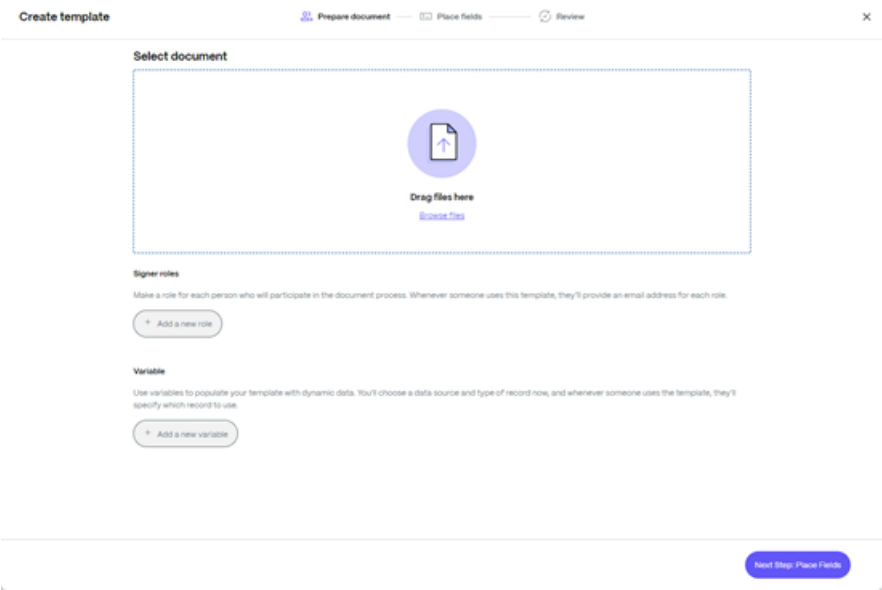 Create template
Prepare document
Place fields
Review
Select document
Drag files here
Browse files
Signer roles
Make a role for each person who will participate in the document process. Whenever someone uses this template, they'll provide an email address for each role.
+ Add a new role
Variable
Use variables to populate your template with dynamic data. You'll choose a data source and type of record now, and whenever someone uses the template, they'll
specify which record to use.
+ Add a new variable
Next Step: Place Fields